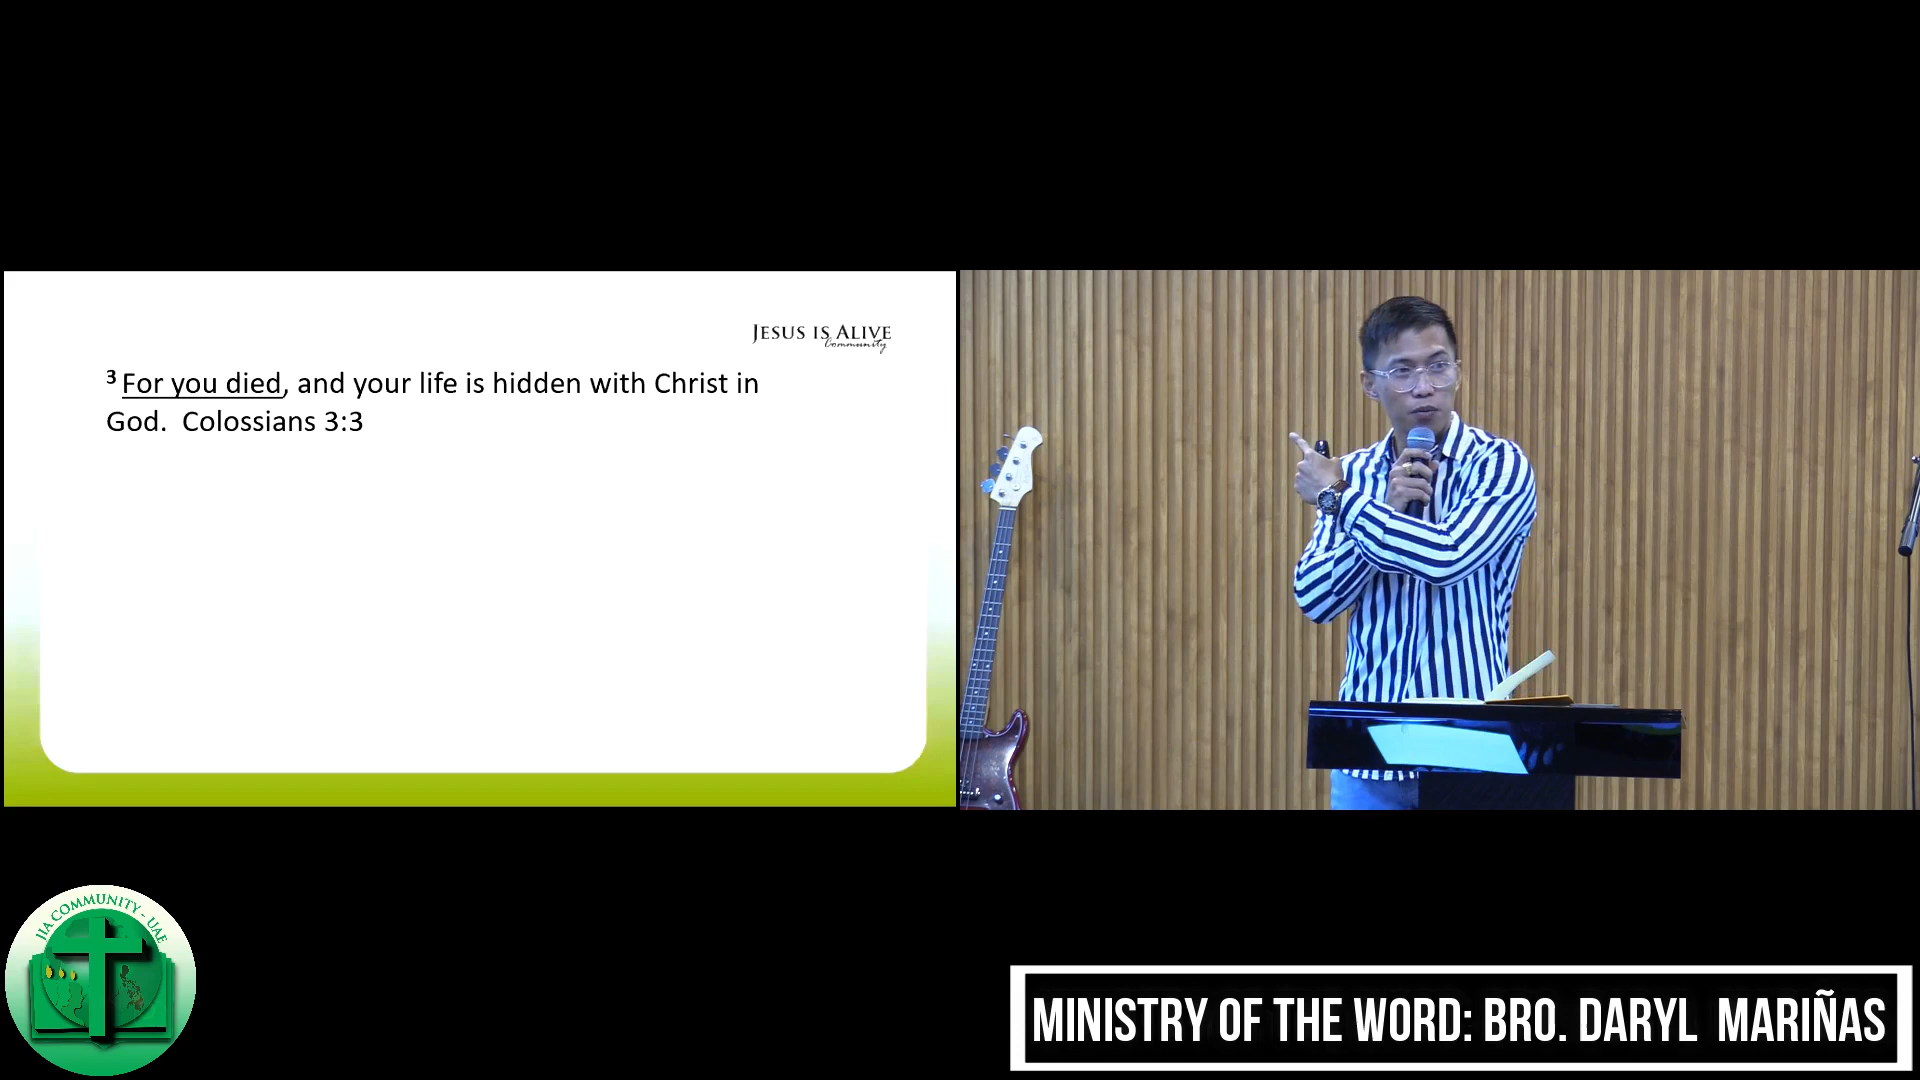 JESUS IS ALIVE
Community
³ For you died, and your life is hidden with Christ in
God. Colossians 3:3
JIA COMMUNITY - UAE
MINISTRY OF THE WORD: BRO. DARYL MARIÑAS